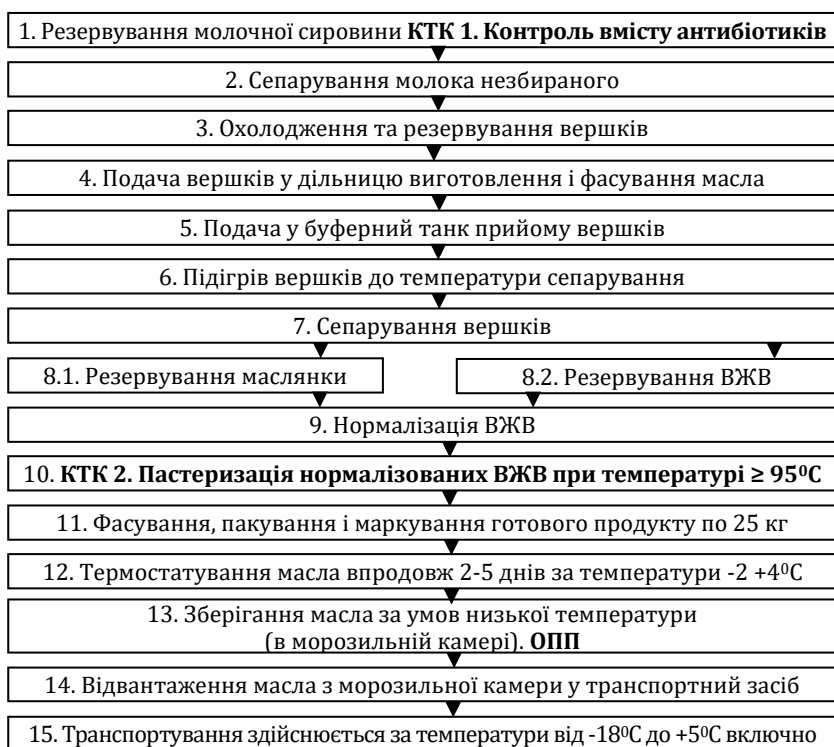 1. Резервування молочної сировини КТК 1. Контроль вмісту антибіотиків
2. Сепарування молока незбираного
3. Охолодження та резервування вершків
4. Подача вершків у дільницю виготовлення і фасування масла
5. Подача у буферний танк прийому вершків
6. Підігрів вершків до температури сепарування
7. Сепарування вершків
8.1. Резервування маслянки
8.2. Резервування ВЖВ
9. Нормалізація ВЖВ
10. КТК 2. Пастеризація нормалізованих ВЖВ при температурі ≥ 95⁰С
11. Фасування, пакування і маркування готового продукту по 25 кг
12. Термостатування масла впродовж 2-5 днів за температури -2 +4⁰С
13. Зберігання масла за умов низької температури
(в морозильній камері). ОПП
14. Відвантаження масла з морозильної камери у транспортний засіб
15. Транспортування здійснюється за температури від -18⁰С до +5⁰С включно